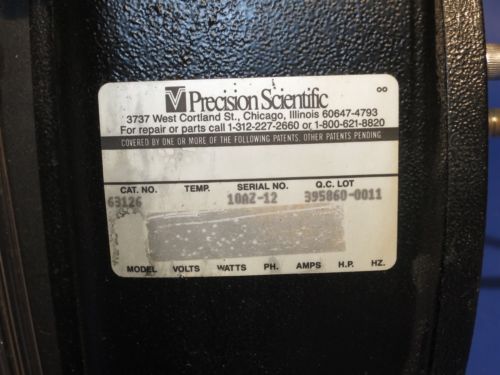 Precision Scientific
3737 West Cortland St., Chicago, Illinois 60647-4793
For repair or parts call 1-312-227-2660 or 1-800-621-8820
COVERED BY ONE OR MORE OF THE FOLLOWING PATENTS. OTHER PATENTS PENDING
CAT. NO. TEMP. SERIAL NO. Q.C. LOT
63126 10AZ-12 395860-0011
MODEL VOLTS WATTS PH. AMPS H.P. HZ.